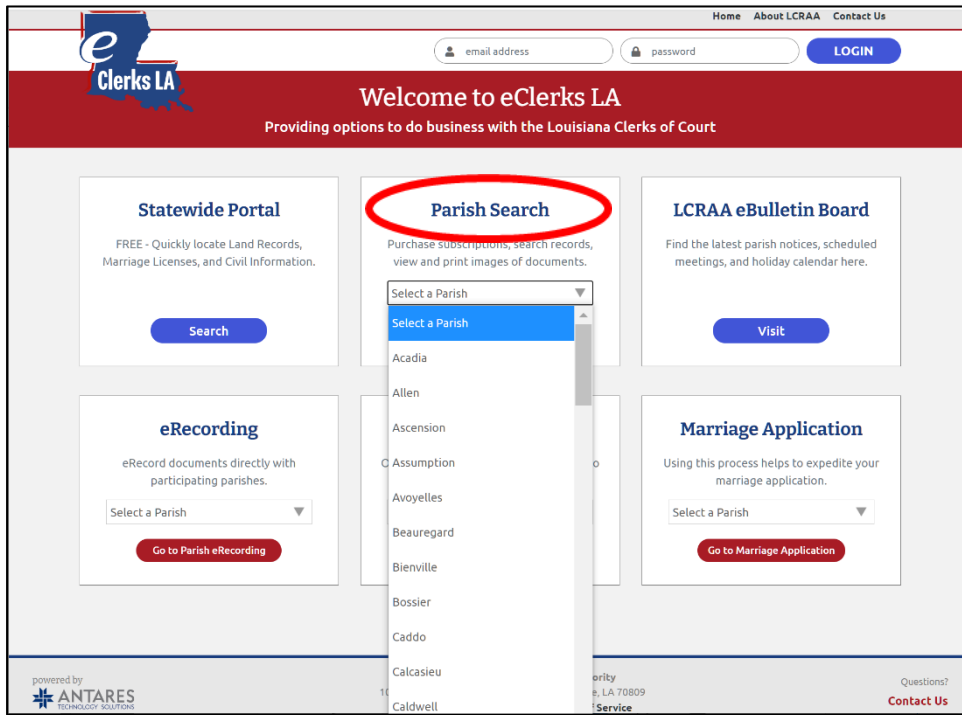 Home About LCRAA Contact Us
e
Clerks LA
email address
password
LOGIN
Welcome to eClerks LA
Providing options to do business with the Louisiana Clerks of Court
Statewide Portal
FREE - Quickly locate Land Records,
Marriage Licenses, and Civil Information.
Search
Parish Search
Purchase subscriptions, search records,
view and print images of documents.
Select a Parish
Select a Parish
Acadia
Allen
Ascension
Assumption
Avoyelles
Beauregard
Bienville
Bossier
Caddo
Calcasieu
Caldwell
LCRAA eBulletin Board
Find the latest parish notices, scheduled
meetings, and holiday calendar here.
Visit
eRecording
eRecord documents directly with
participating parishes.
Select a Parish
Go to Parish eRecording
Marriage Application
Using this process helps to expedite your
marriage application.
Select a Parish
Go to Marriage Application
powered by
ANTARES
TECHNOLOGY SOLUTIONS
LA 70809
Service
Questions?
Contact Us